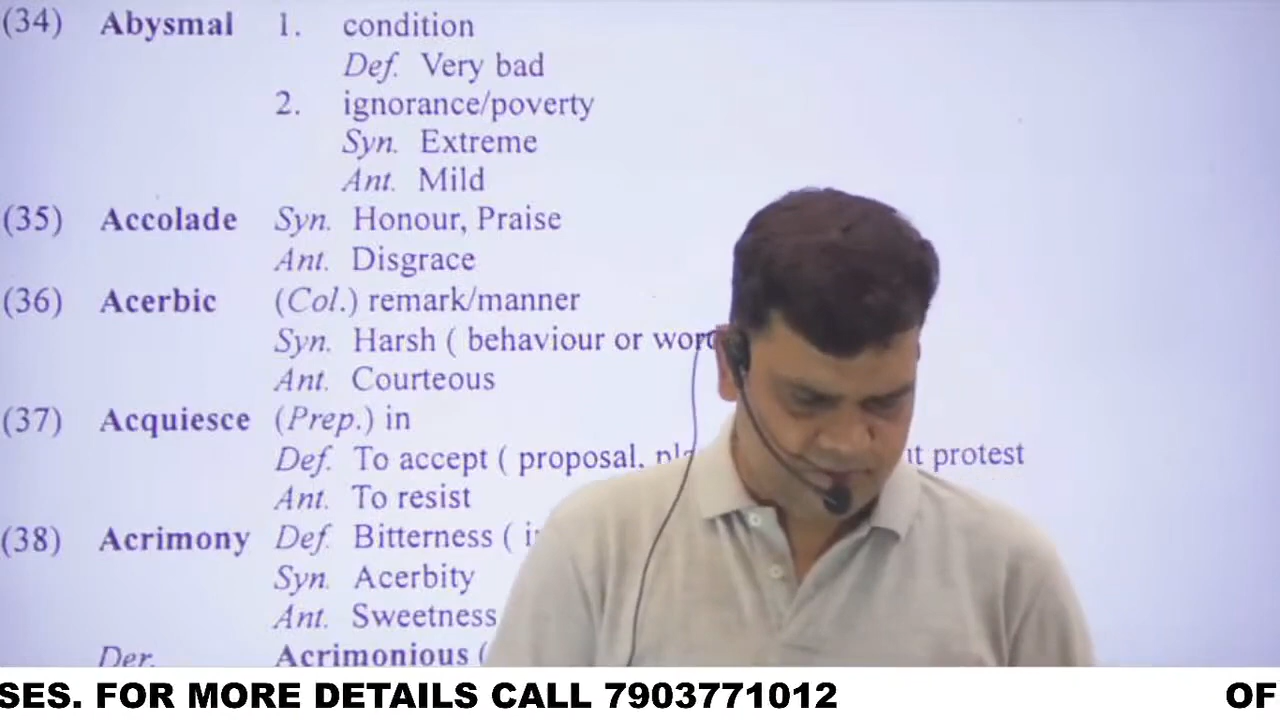 (34) Abysmal 1. condition
Def. Very bad
2. ignorance/poverty
Syn. Extreme
Ant. Mild
(35) Accolade Syn. Honour, Praise
Ant. Disgrace
(36) Acerbic (Col.) remark/manner
Syn. Harsh ( behaviour or
Ant. Courteous
(37) Acquiesce (Prep.) in
Def. To accept ( proposal, protest
Ant. To resist
(38) Acrimony Def. Bitterness (
Syn. Acerbity
Ant. Sweetness
Der. Acrimonious (
SES. FOR MORE DETAILS CALL 7903771012 OF